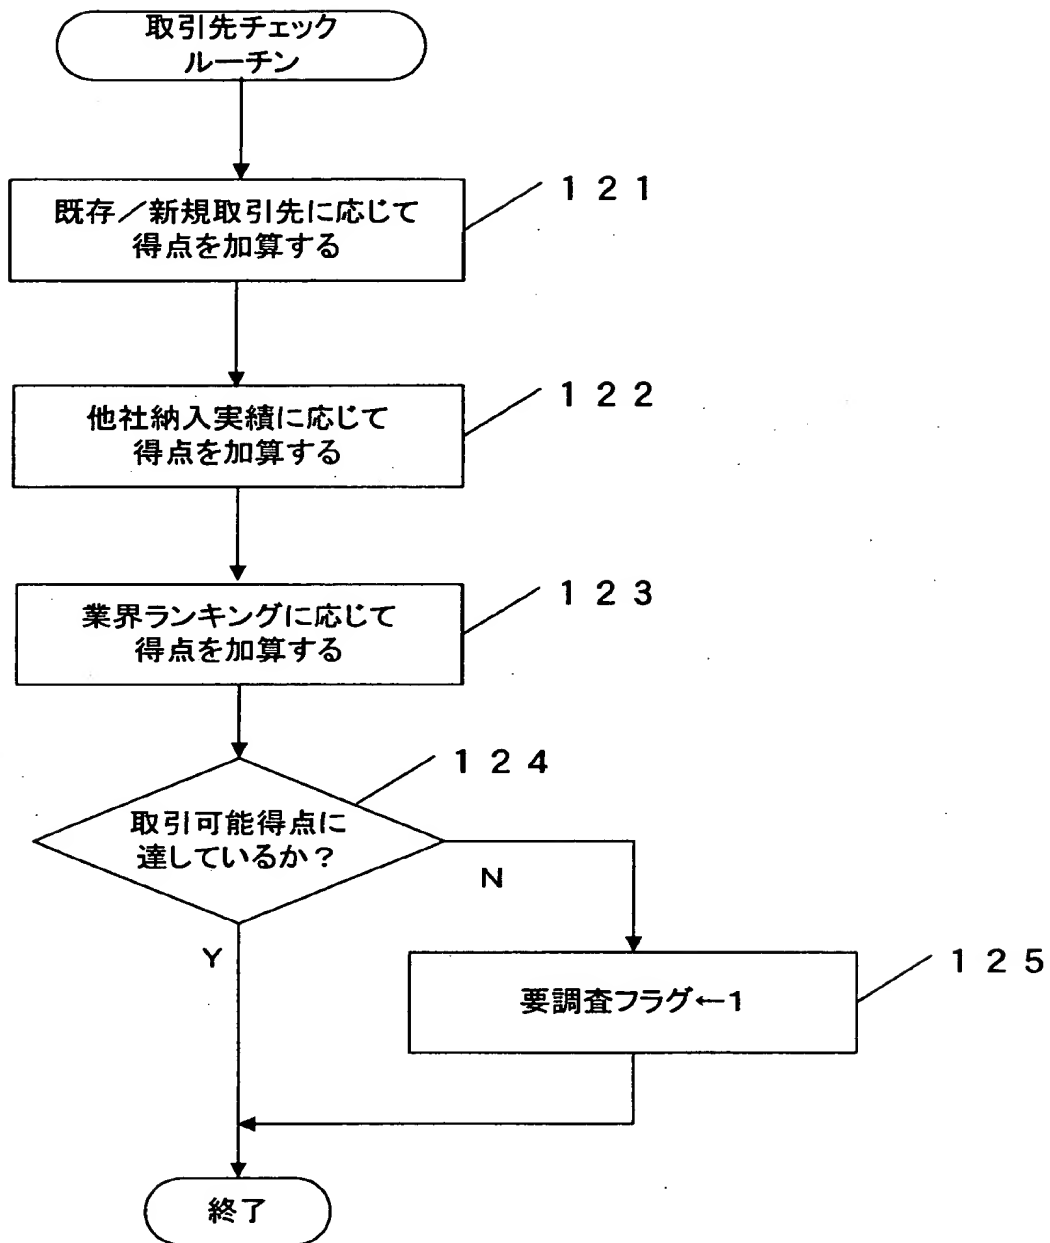 取引先チェック
ルーチン
既存／新規取引先に応じて
得点を加算する
１２１
他社納入実績に応じて
得点を加算する
１２２
業界ランキングに応じて
得点を加算する
１２３
取引可能得点に
達しているか？
１２４
N
Y
要調査フラグ←1
１２５
終了